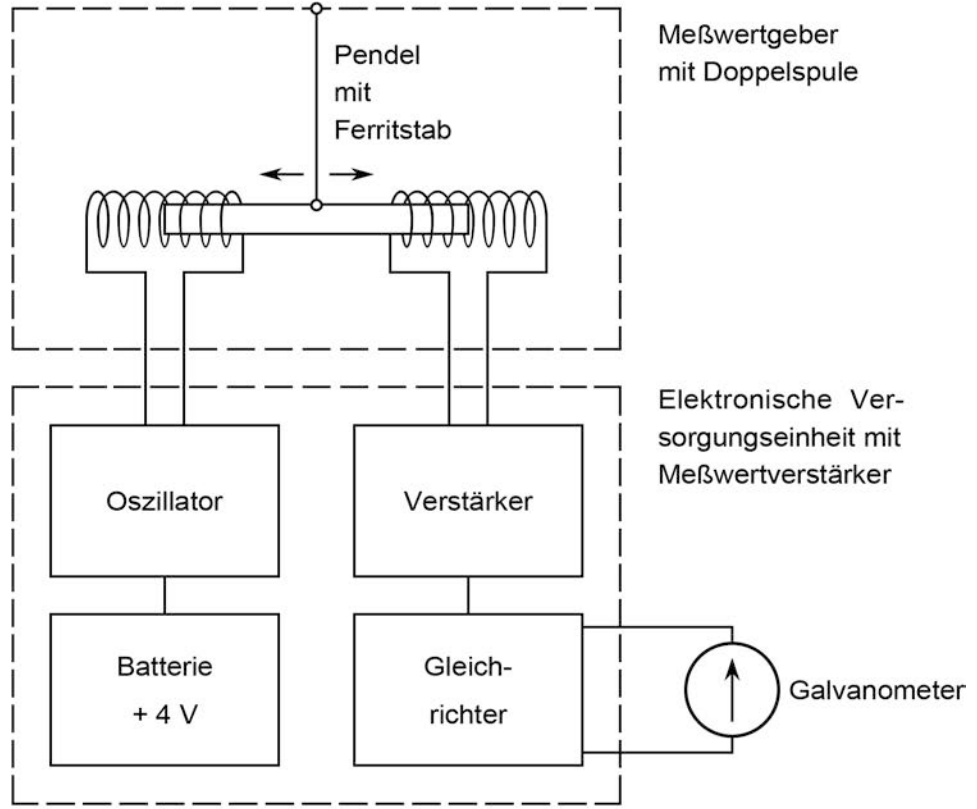 Pendel
mit
Ferritstab
Meßwertgeber
mit Doppelspule
Elektronische Ver-
sorgungseinheit mit
Meßwertverstärker
Oszillator
Verstärker
Batterie
+ 4 V
Gleich-
richter
Galvanometer